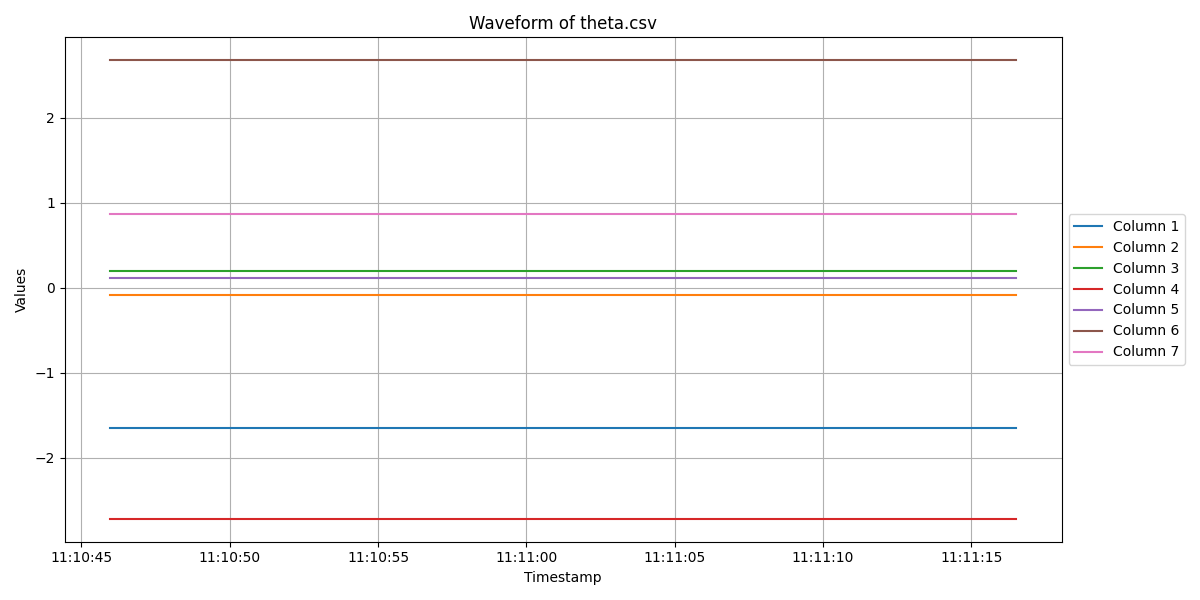 Waveform of theta.csv
Values
2
1
0
−1
−2
11:10:45
11:10:50
11:10:55
11:11:00
11:11:05
11:11:10
11:11:15
Timestamp
Column 1
Column 2
Column 3
Column 4
Column 5
Column 6
Column 7